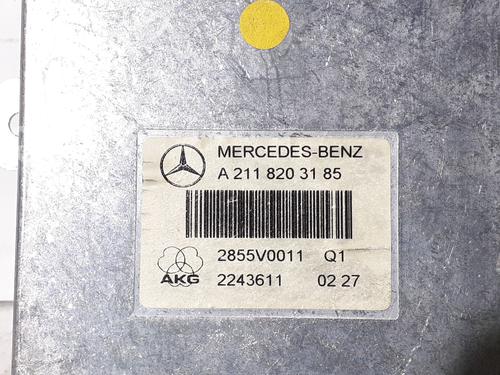 MERCEDES-BENZ
A 211 820 31 85
2855V0011 Q1
AKG 2243611 02 27